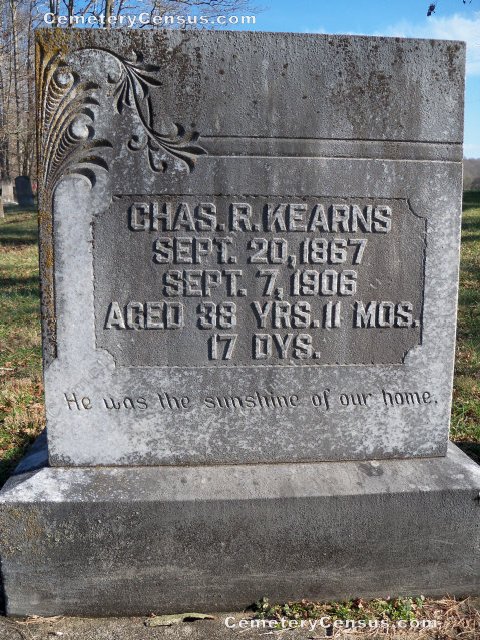 CemeteryCensus.com
CHAS. R. KEARNS
SEPT. 20, 1867
SEPT. 7, 1906
AGED 38 YRS. 11 MOS.
17 DYS.
He was the sunshine of our home.
CemeteryCensus.com